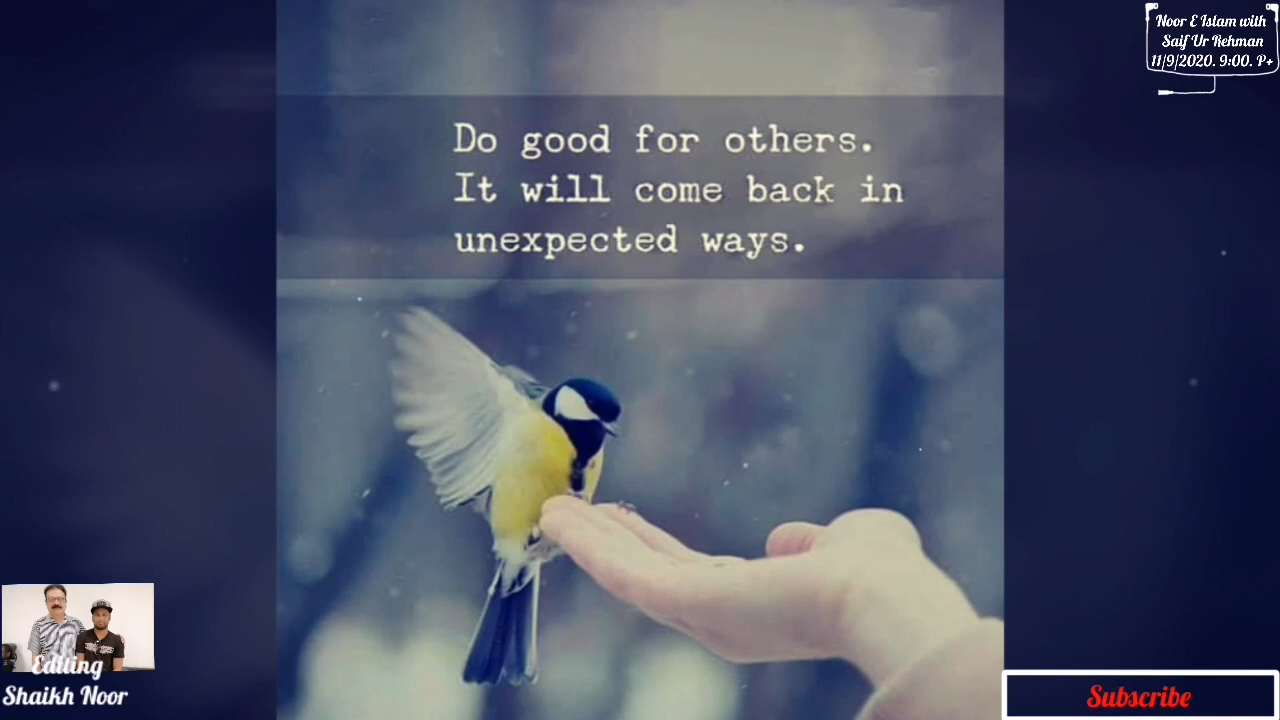 Noor E Islam with
Saif Ur Rehman
11/9/2020. 9:00. P+
Do good for others.
It will come back in
unexpected ways.
Editing
Shaikh Noor
Subscribe